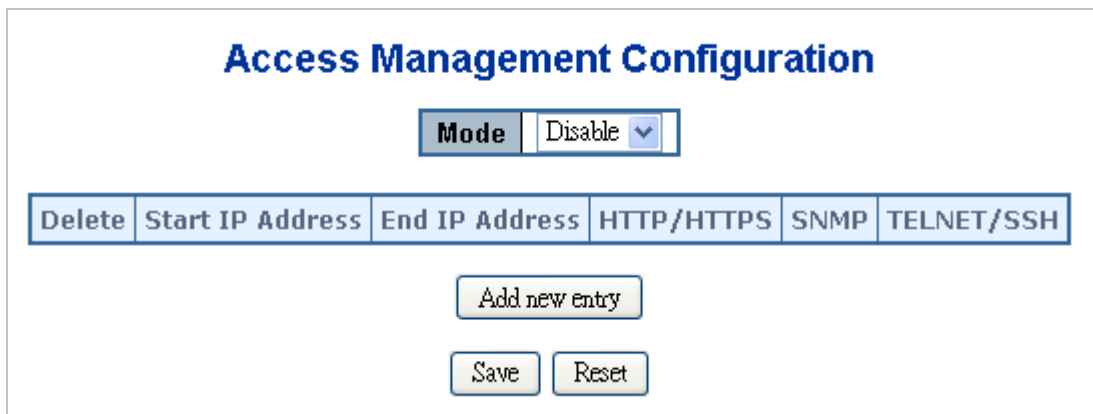 Access Management Configuration
Mode Disable
Delete Start IP Address End IP Address HTTP/HTTPS SNMP TELNET/SSH
Add new entry
Save Reset